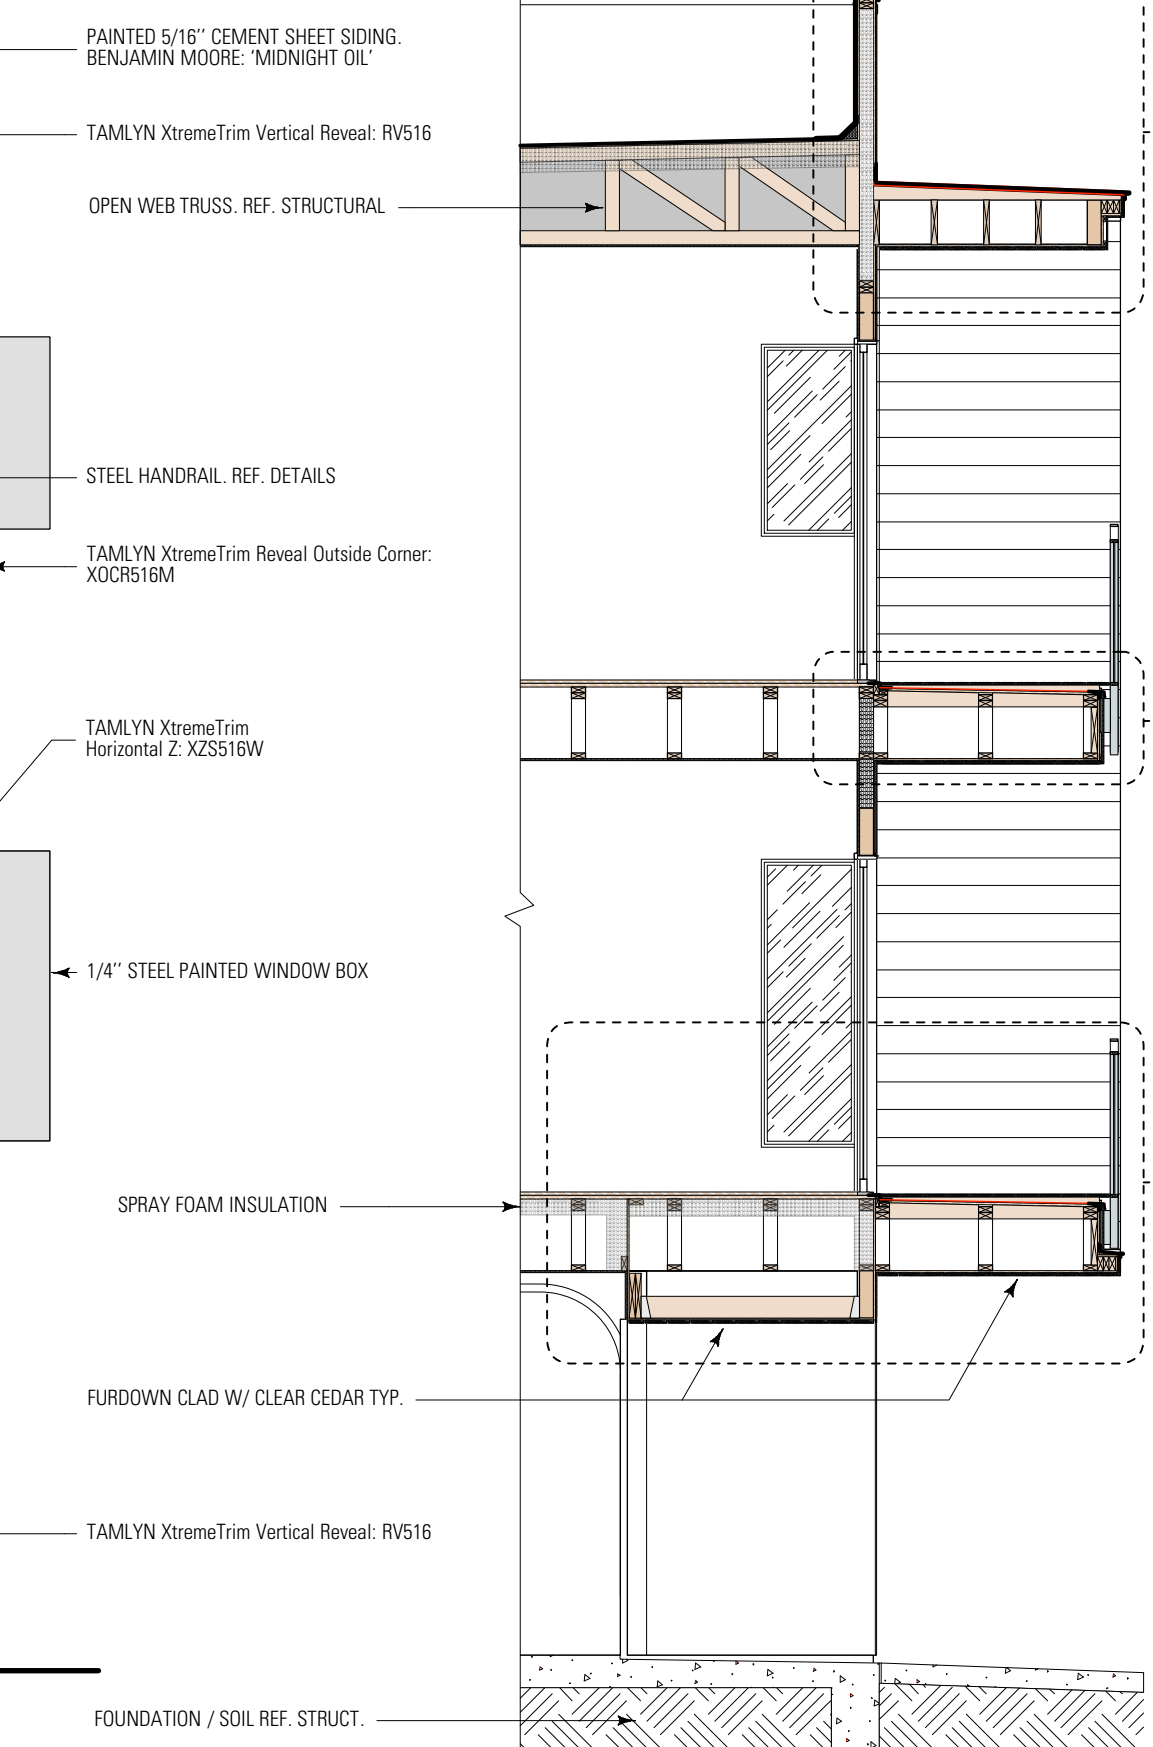 PAINTED 5/16'' CEMENT SHEET SIDING.
BENJAMIN MOORE: ‘MIDNIGHT OIL’
TAMLYN XtremeTrim Vertical Reveal: RV516
OPEN WEB TRUSS. REF. STRUCTURAL
STEEL HANDRAIL. REF. DETAILS
TAMLYN XtremeTrim Reveal Outside Corner:
XOCR516M
TAMLYN XtremeTrim
Horizontal Z: XZS516W
1/4'' STEEL PAINTED WINDOW BOX
SPRAY FOAM INSULATION
FURDOWN CLAD W/ CLEAR CEDAR TYP.
TAMLYN XtremeTrim Vertical Reveal: RV516
FOUNDATION / SOIL REF. STRUCT.